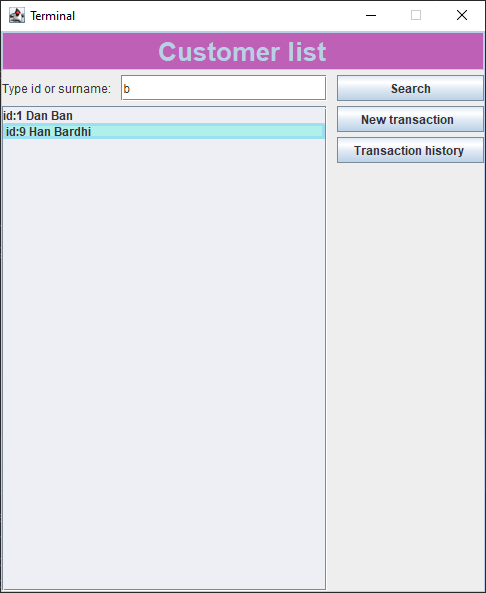 Terminal
Customer list
Type id or surname: b Search
New transaction
Transaction history
id:1 Dan Ban
id:9 Han Bardhi